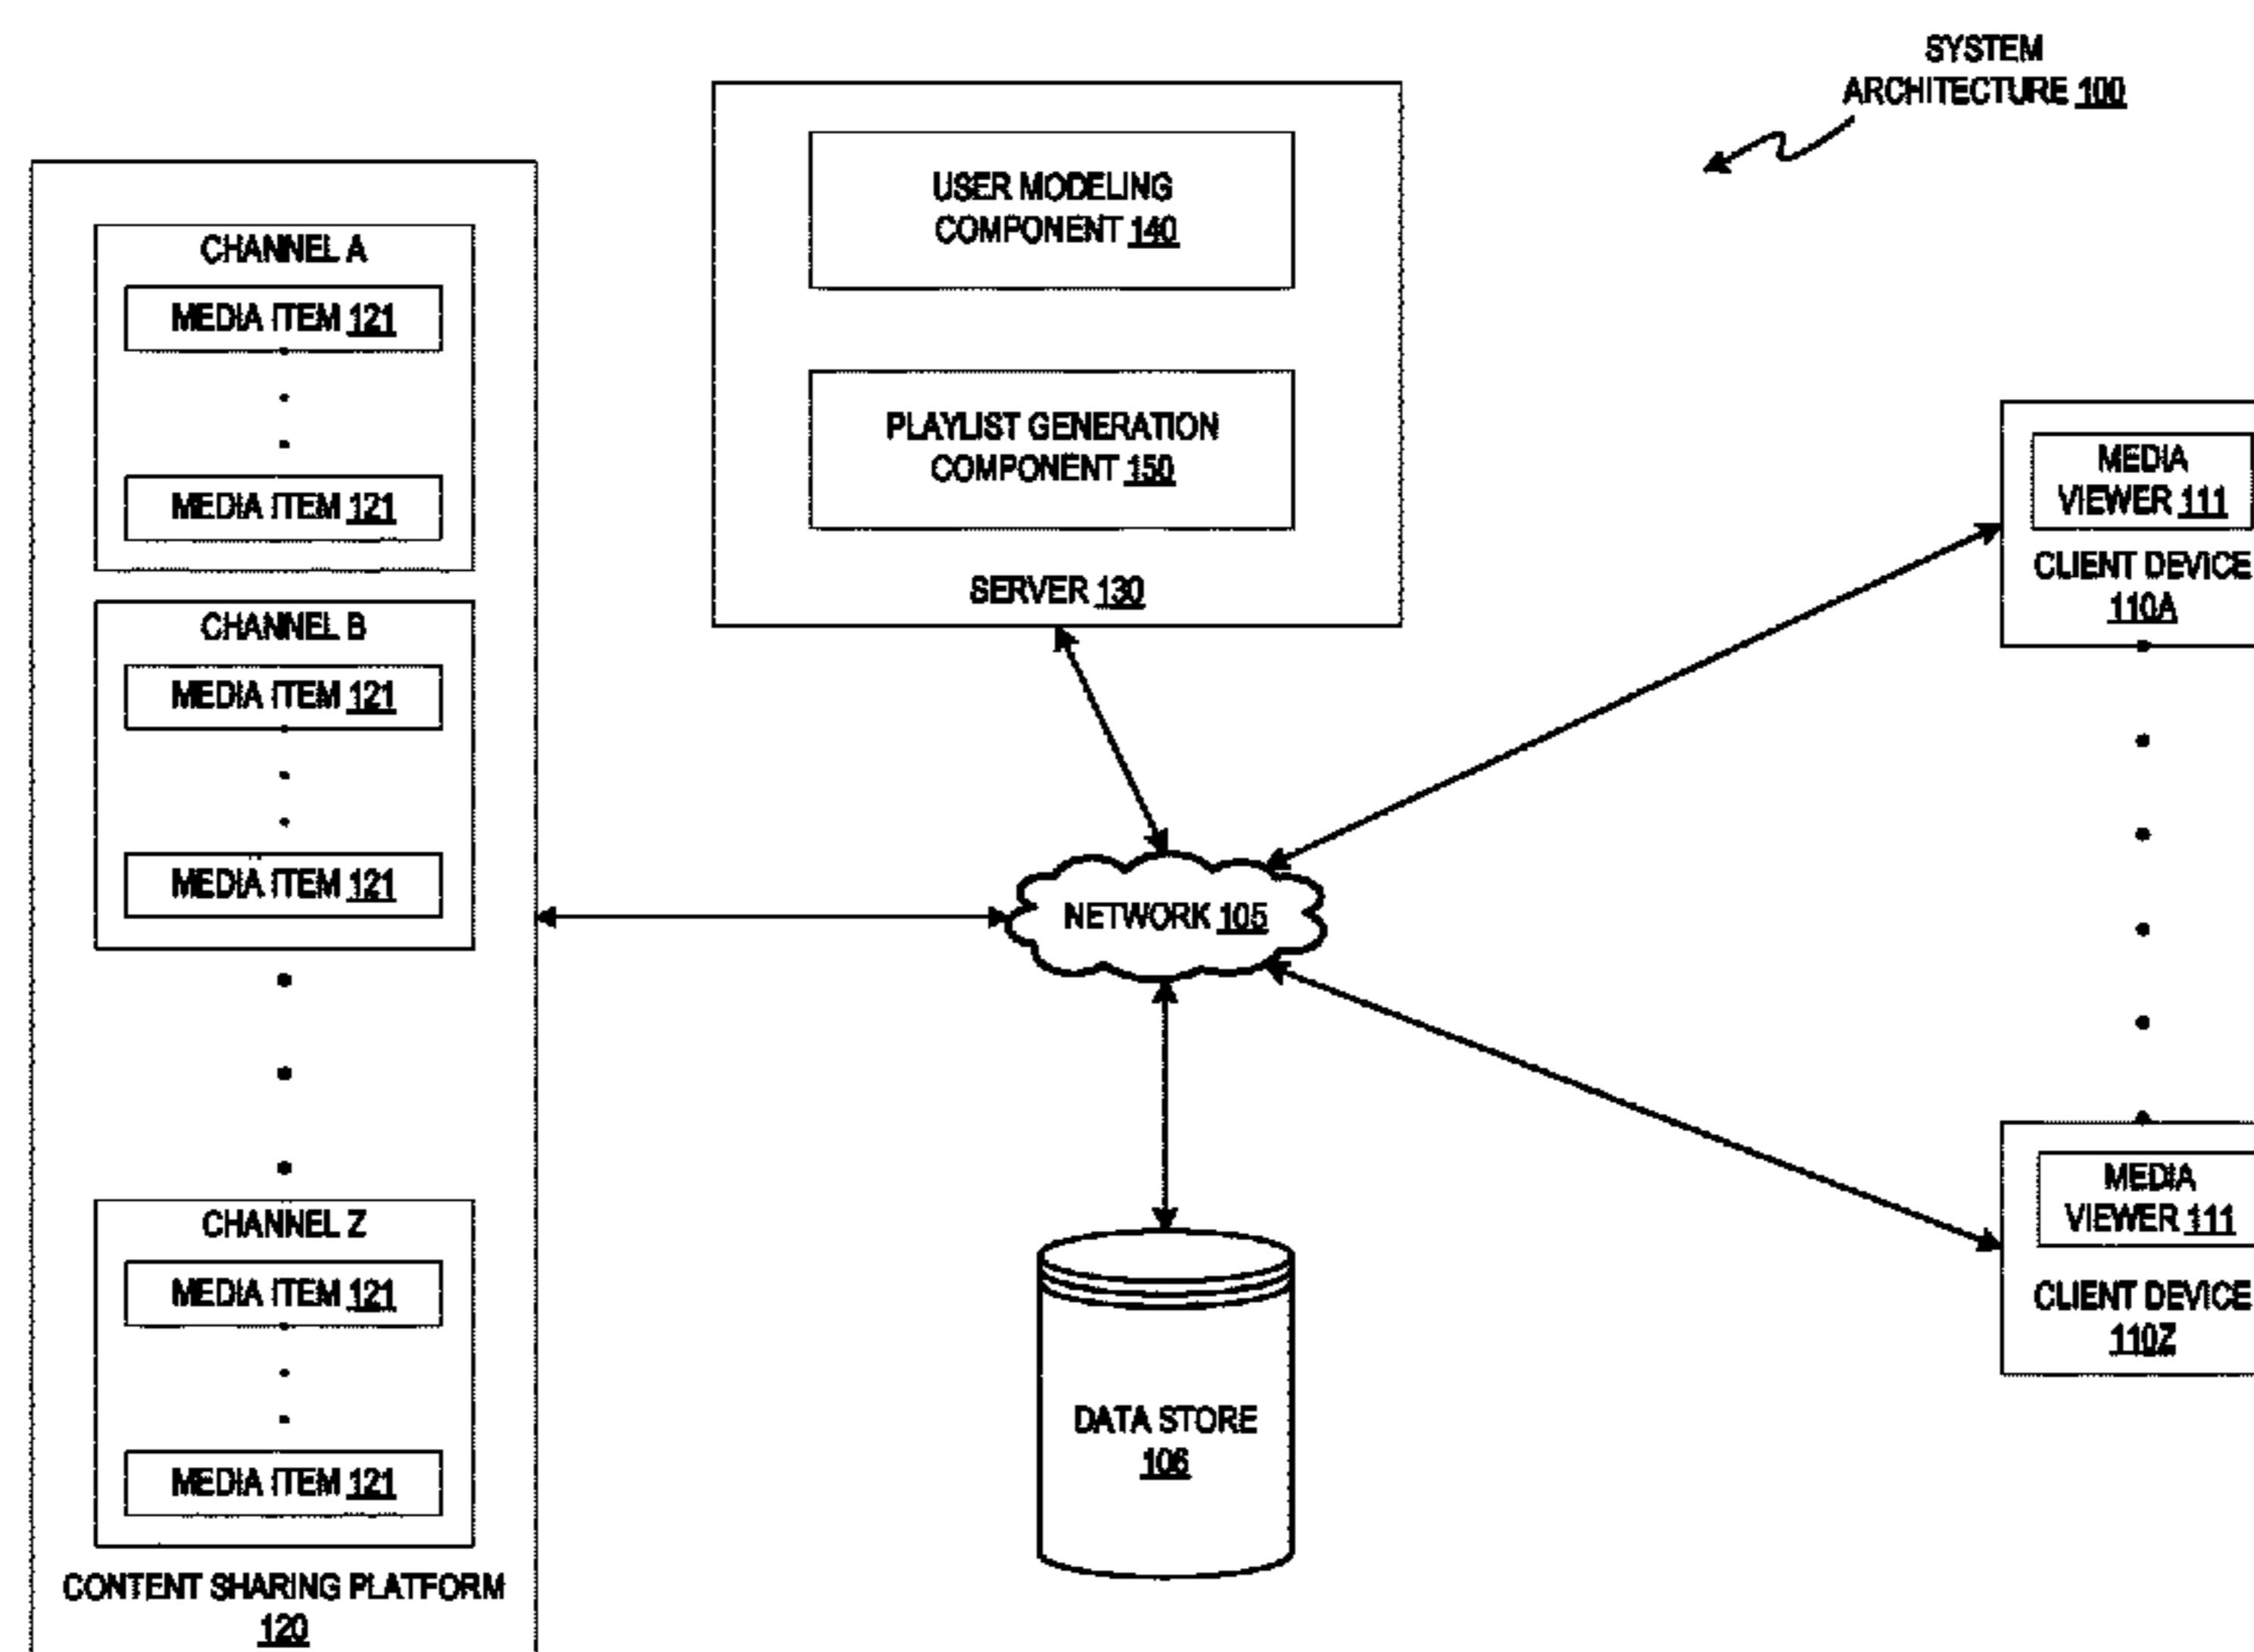 SYSTEM
ARCHITECTURE 100
USER MODELING
COMPONENT 140
PLAYLIST GENERATION
COMPONENT 150
SERVER 130
CHANNEL A
MEDIA ITEM 121
MEDIA ITEM 121
CHANNEL B
MEDIA ITEM 121
MEDIA ITEM 121
CHANNEL Z
MEDIA ITEM 121
MEDIA ITEM 121
CONTENT SHARING PLATFORM
120
NETWORK 105
DATA STORE
106
MEDIA
VIEWER 111
CLIENT DEVICE
110A
MEDIA
VIEWER 111
CLIENT DEVICE
110Z